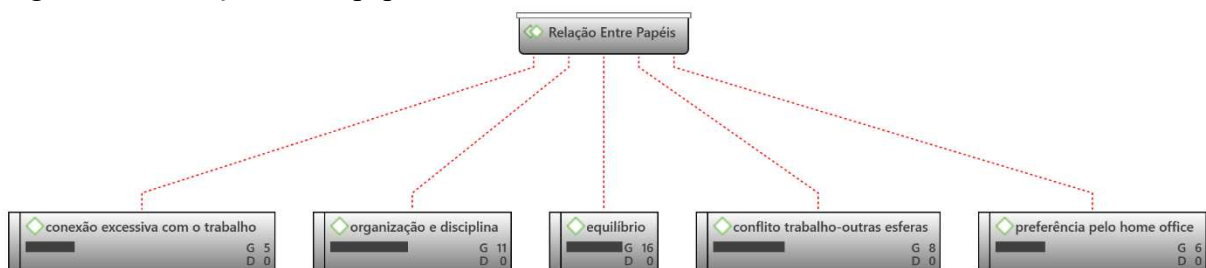 Relação Entre Papéis
conexão excessiva com o trabalho
G 5
D 0
organização e disciplina
G 11
D 0
equilíbrio
G 16
D 0
conflito trabalho-outras esferas
G 8
D 0
preferência pelo home office
G 6
D 0